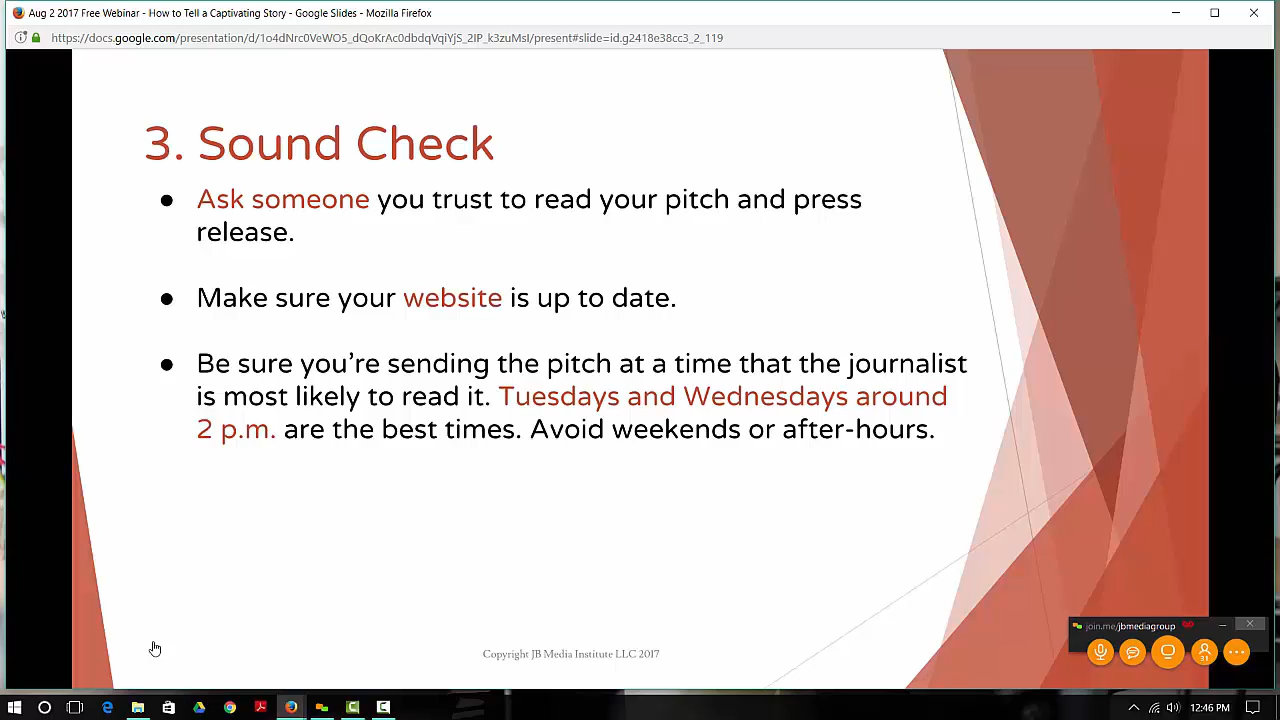 Aug 2 2017 Free Webinar - How to Tell a Captivating Story - Google Slides - Mozilla Firefox
https://docs.google.com/presentation/d/1o4dNrc0VeWO5_dQoKrAc0dbdqVqiYjS_2IP_k3zuMsI/present#slide=id.g2418e38cc3_2_119
3. Sound Check
● Ask someone you trust to read your pitch and press
release.
● Make sure your website is up to date.
● Be sure you’re sending the pitch at a time that the journalist
is most likely to read it. Tuesdays and Wednesdays around
2 p.m. are the best times. Avoid weekends or after-hours.
join.me/jbmediagroup
31
Copyright JB Media Institute LLC 2017
12:46 PM